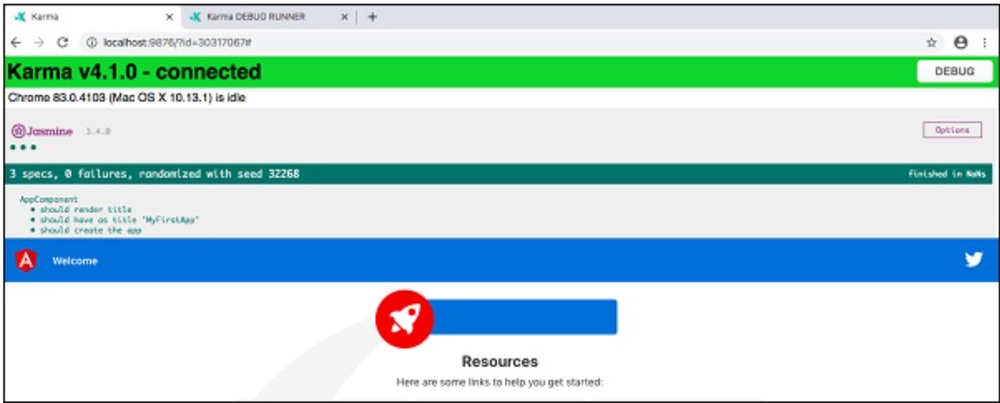 Karma
Karma DEBUG RUNNER
localhost:9876/?id=30317067#
Karma v4.1.0 - connected
DEBUG
Chrome 83.0.4103 (Mac OS X 10.13.1) is idle
Jasmine 3.4.0
Options
3 specs, 0 failures, randomized with seed 32268
finished in NaNs
AppComponent
• should render title
• should have as title 'MyFirstApp'
• should create the app
Welcome
Resources
Here are some links to help you get started: